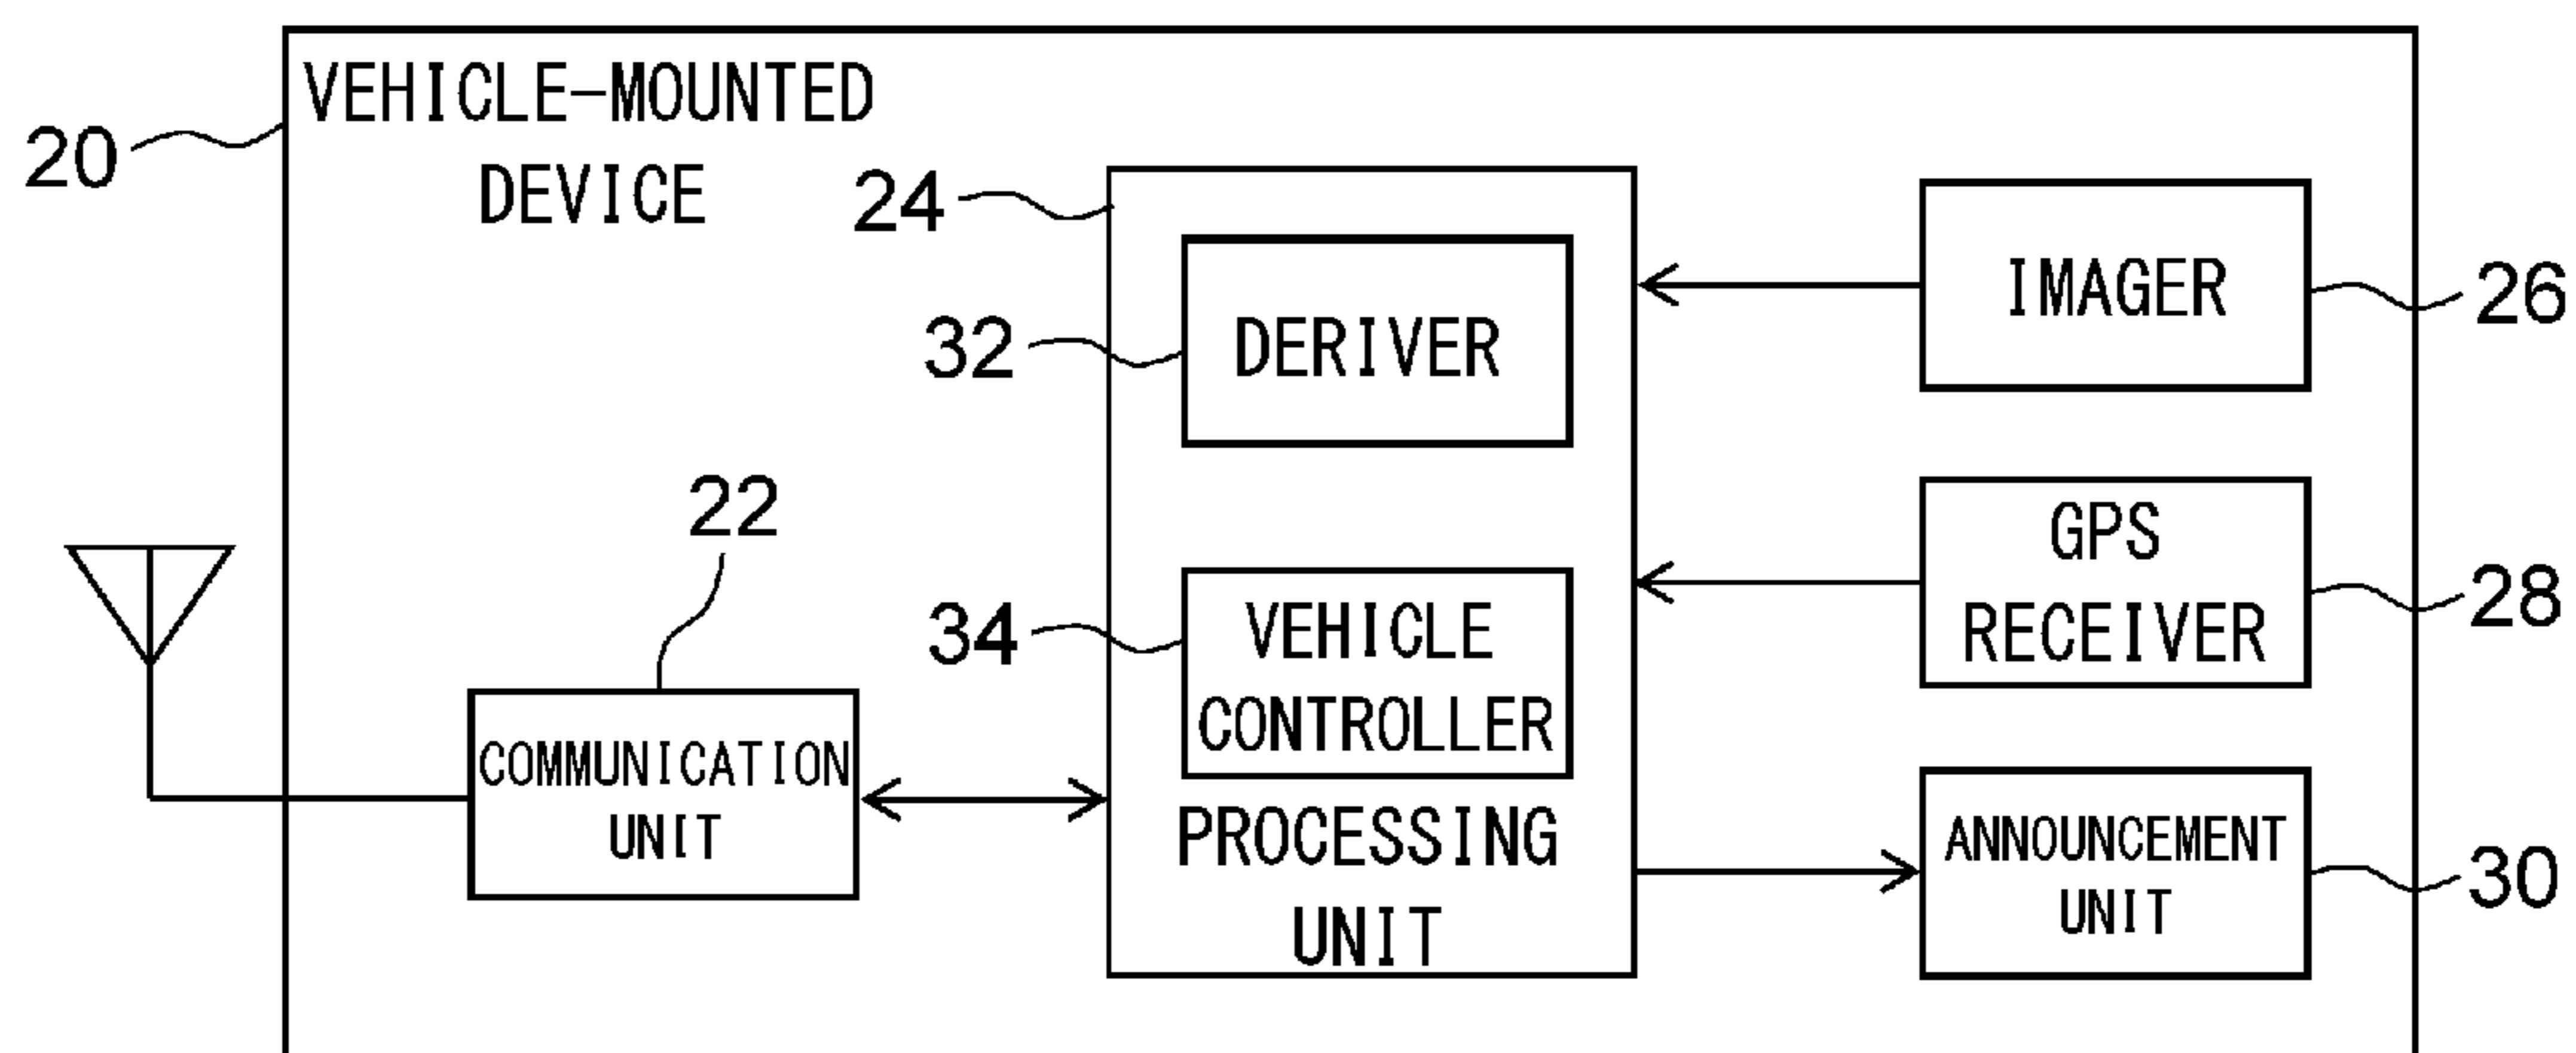 VEHICLE-MOUNTED
DEVICE
20
24
32
DERIVER
IMAGER
26
22
34
VEHICLE
CONTROLLER
GPS
RECEIVER
28
COMMUNICATION
UNIT
PROCESSING
UNIT
ANNOUNCEMENT
UNIT
30